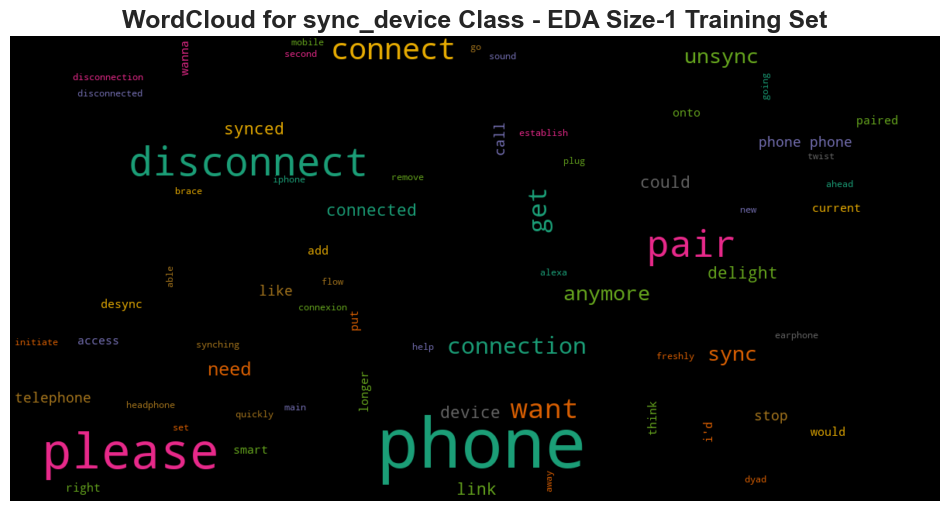 WordCloud for sync_device Class - EDA Size-1 Training Set
mobile
second
wanna
connect
go
sound
unsync
disconnection
disconnected
going
onto
paired
synced
call
establish
phone phone
twist
disconnect
plug
iphone
remove
brace
could
ahead
connected
get
new
current
add
pair
able
flow
like
alexa
delight
anymore
desync
connexion
put
initiate
access
synching
help
connection
freshly
sync
earphone
need
longer
telephone
headphone
quickly
main
device
want
think
i'd
stop
would
set
please
smart
phone
right
link
away
dyad